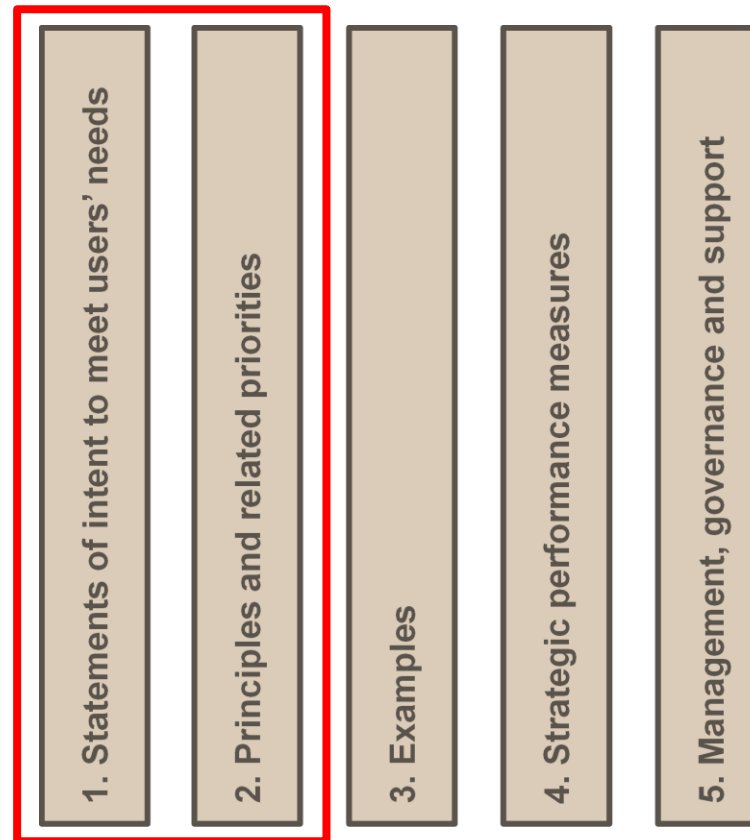 1. Statements of intent to meet users’ needs
2. Principles and related priorities
3. Examples
4. Strategic performance measures
5. Management, governance and support